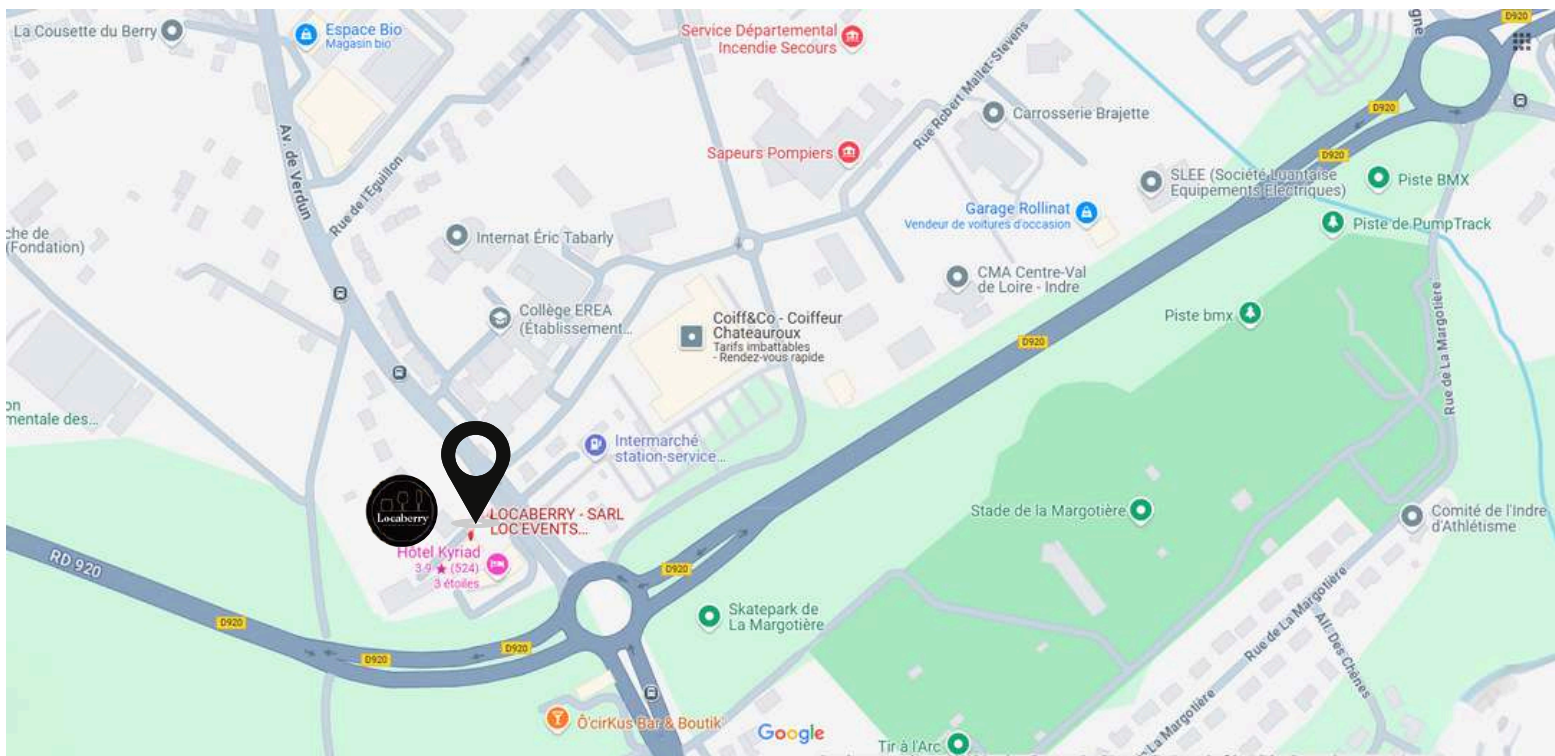 La Cousette du Berry
Espace Bio
Magasin bio
Service Départemental
Incendie Secours
Rue Robert Mallet-Stevens
gne
D920
Carrosserie Brajette
D920
Av. de Verdun
Rue de l'Éguillon
Sapeurs Pompiers
D920
SLEE (Société Luantaise
Equipements Electriques)
Piste BMX
Garage Rollinat
Vendeur de voitures d'occasion
Piste de PumpTrack
che de
(Fondation)
Internat Éric Tabarly
CMA Centre-Val
de Loire - Indre
Collège EREA
(Établissement...
Coiff&Co - Coiffeur
Chateauroux
Tarifs imbattables
- Rendez-vous rapide
Piste bmx
D920
Rue de La Margotière
on
mentale des...
Intermarché
station-service...
Locaberry
LOCABERRY - SARL
LOC'EVENTS...
Stade de la Margotière
Comité de l'Indre
d'Athlétisme
Hôtel Kyriad
3,9 ★ (524)
3 étoiles
RD 920
D920
D920
D920
D920
Skatepark de
La Margotière
Rue de La Margotière
All. Des Chênes
Ô'cirKus Bar & Boutik'
Google
Tir à l'Arc
de La Margotière